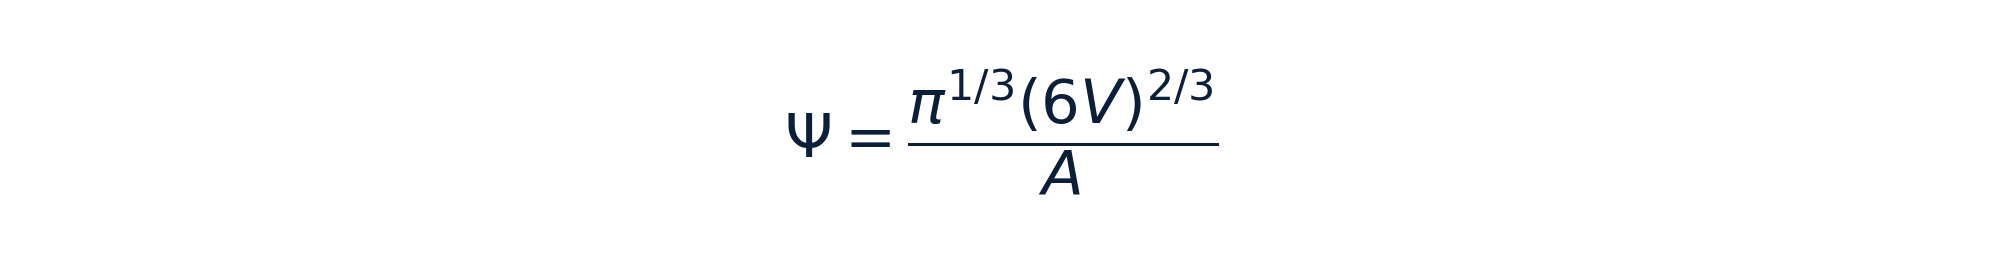 Ψ = π^{1/3}(6V)^{2/3} / A